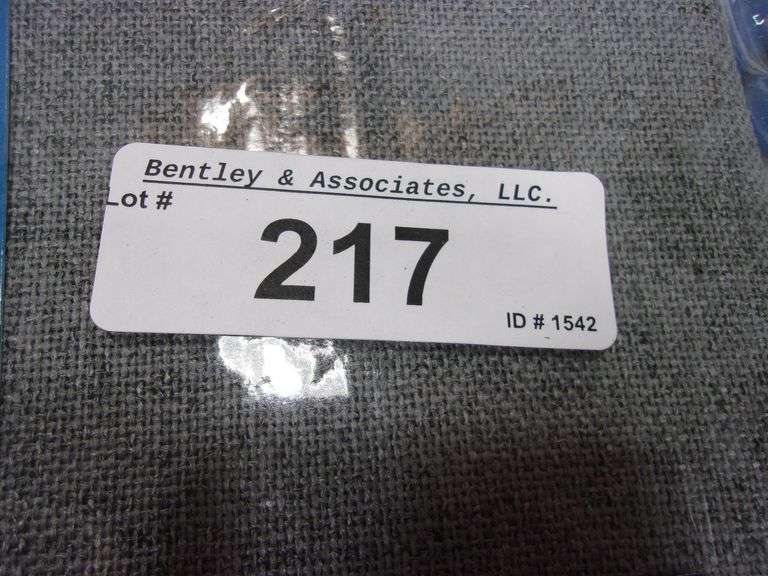 Bentley & Associates, LLC.
Lot #
217
ID # 1542